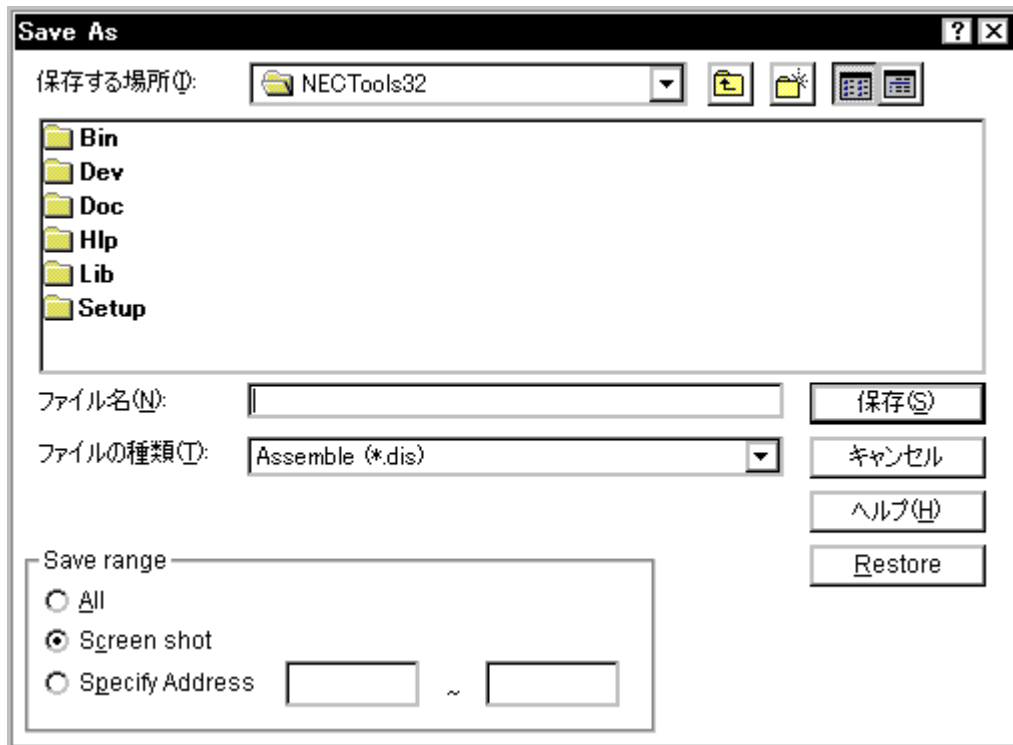 Save As
保存する場所(I):
NECTools32
Bin
Dev
Doc
Hlp
Lib
Setup
ファイル名(N):
保存(S)
ファイルの種類(T):
Assemble (*.dis)
キャンセル
ヘルプ(H)
Restore
Save range
All
Screen shot
Specify Address
~